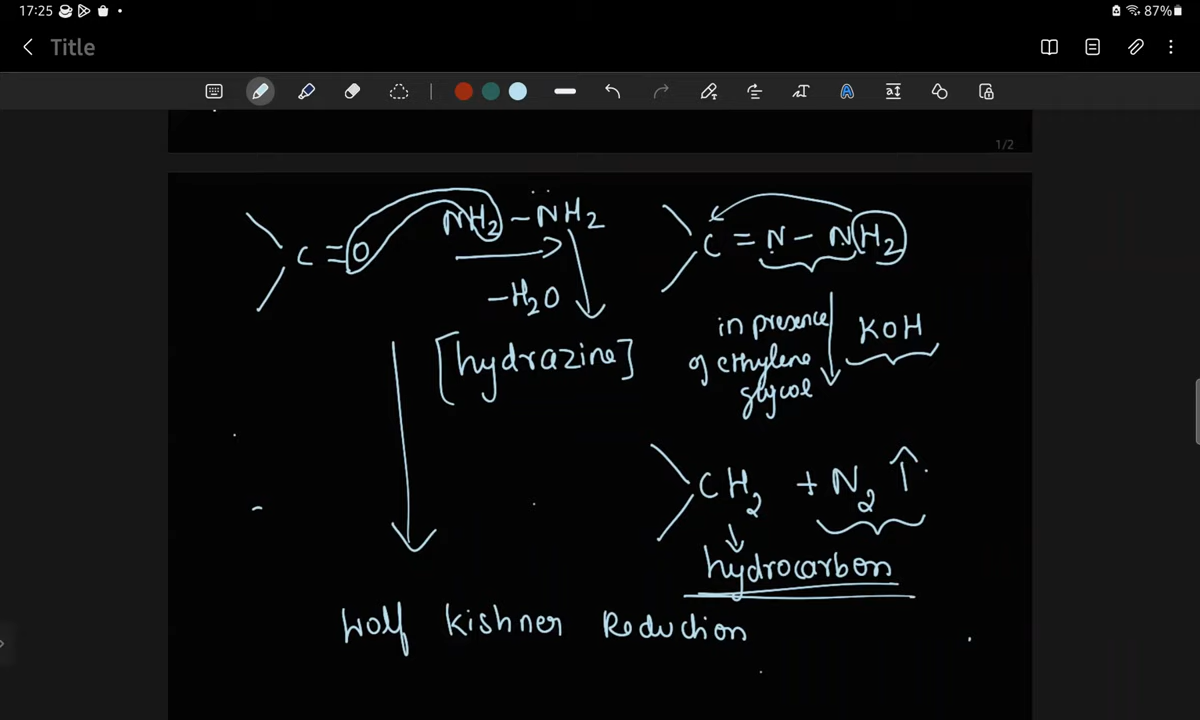 17:25
87%
Title
1/2
C=O NH2-N̈H2
-H2O
[hydrazine]
C=N-NH2
in presence
of ethylene
glycol
KOH
CH2 + N2 ↑
hydrocarbon
Wolf Kishner Reduction